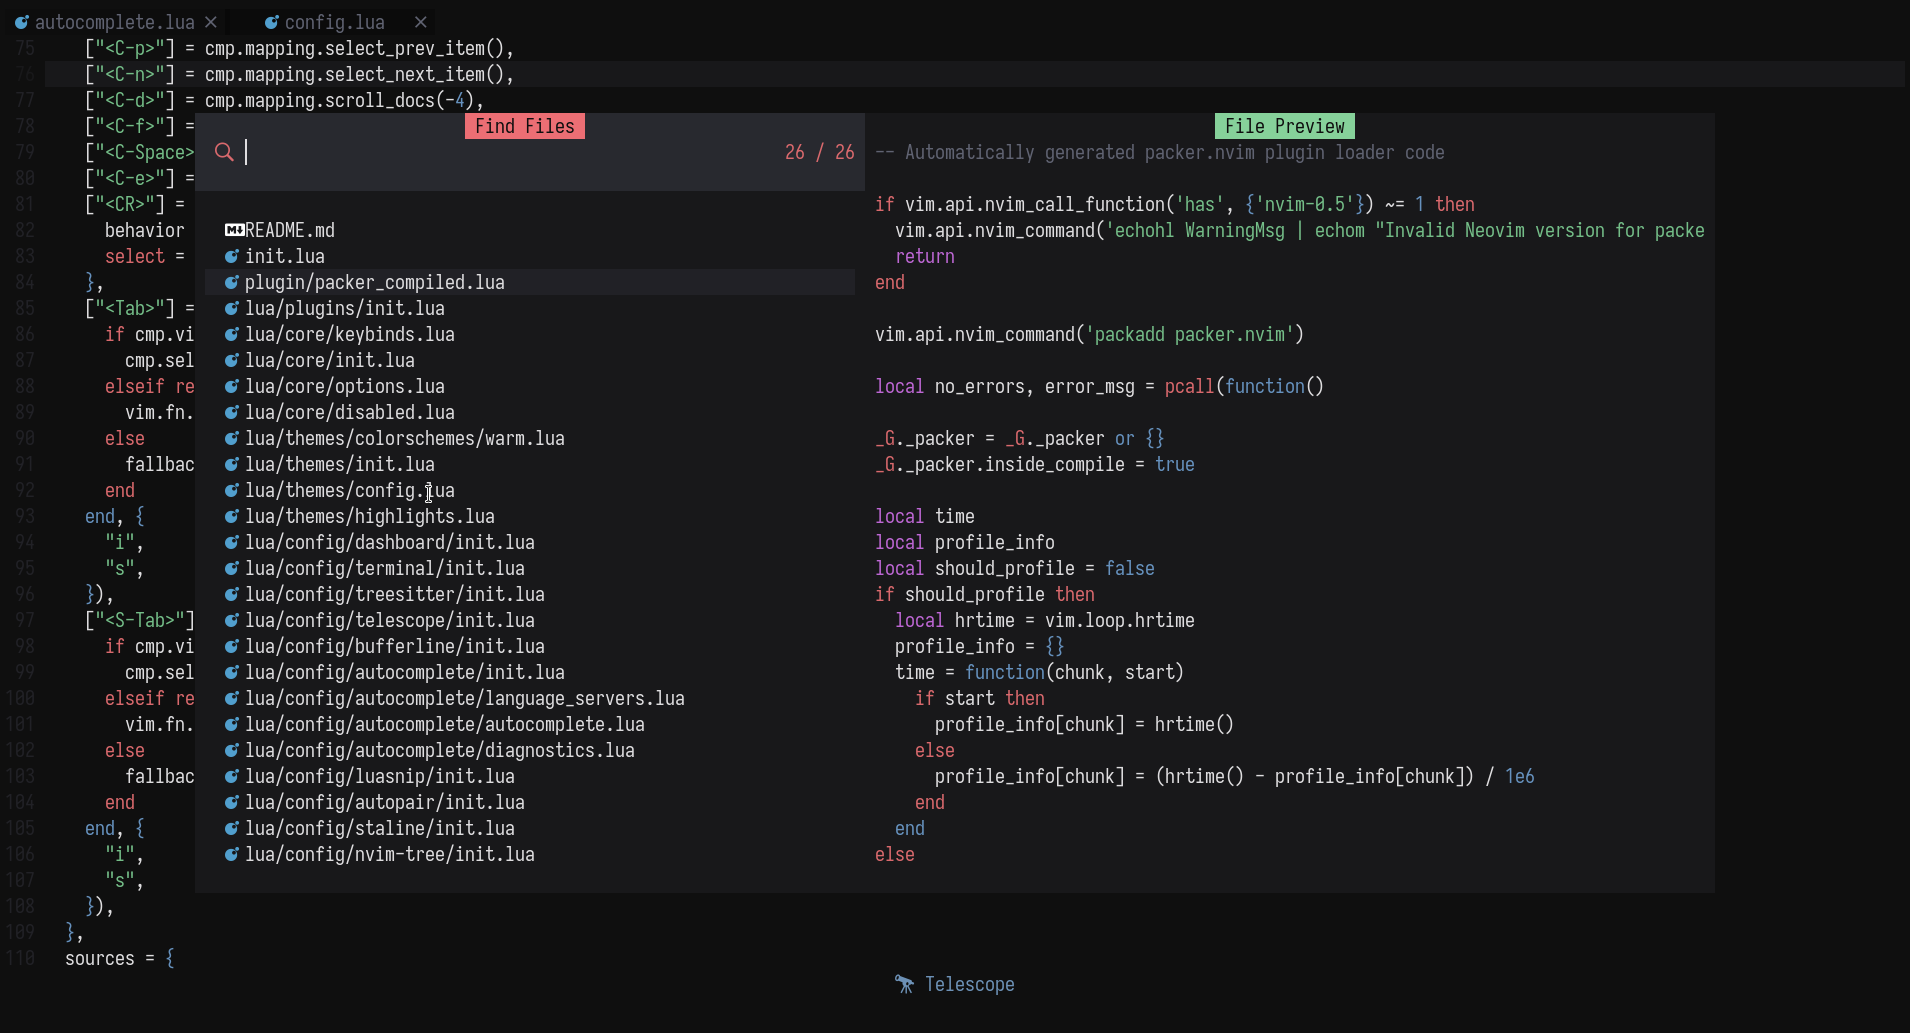 autocomplete.lua × config.lua ×
75 ["<C-p>"] = cmp.mapping.select_prev_item(),
76 ["<C-n>"] = cmp.mapping.select_next_item(),
77 ["<C-d>"] = cmp.mapping.scroll_docs(-4),
78 ["<C-f>"] =
79 ["<C-Space>
80 ["<C-e>"] =
81 ["<CR>"] =
82 behavior
83 select =
84 },
85 ["<Tab>"] =
86 if cmp.vi
87 cmp.sel
88 elseif re
89 vim.fn.
90 else
91 fallbac
92 end
93 end, {
94 "i",
95 "s",
96 }),
97 ["<S-Tab>"]
98 if cmp.vi
99 cmp.sel
100 elseif re
101 vim.fn.
102 else
103 fallbac
104 end
105 end, {
106 "i",
107 "s",
108 }),
109 },
110 sources = {
Find Files
26 / 26
README.md
init.lua
plugin/packer_compiled.lua
lua/plugins/init.lua
lua/core/keybinds.lua
lua/core/init.lua
lua/core/options.lua
lua/core/disabled.lua
lua/themes/colorschemes/warm.lua
lua/themes/init.lua
lua/themes/config.lua
lua/themes/highlights.lua
lua/config/dashboard/init.lua
lua/config/terminal/init.lua
lua/config/treesitter/init.lua
lua/config/telescope/init.lua
lua/config/bufferline/init.lua
lua/config/autocomplete/init.lua
lua/config/autocomplete/language_servers.lua
lua/config/autocomplete/autocomplete.lua
lua/config/autocomplete/diagnostics.lua
lua/config/luasnip/init.lua
lua/config/autopair/init.lua
lua/config/staline/init.lua
lua/config/nvim-tree/init.lua
File Preview
-- Automatically generated packer.nvim plugin loader code
if vim.api.nvim_call_function('has', {'nvim-0.5'}) ~= 1 then
vim.api.nvim_command('echohl WarningMsg | echom "Invalid Neovim version for packe
return
end
vim.api.nvim_command('packadd packer.nvim')
local no_errors, error_msg = pcall(function()
_G._packer = _G._packer or {}
_G._packer.inside_compile = true
local time
local profile_info
local should_profile = false
if should_profile then
local hrtime = vim.loop.hrtime
profile_info = {}
time = function(chunk, start)
if start then
profile_info[chunk] = hrtime()
else
profile_info[chunk] = (hrtime() - profile_info[chunk]) / 1e6
end
end
else
Telescope